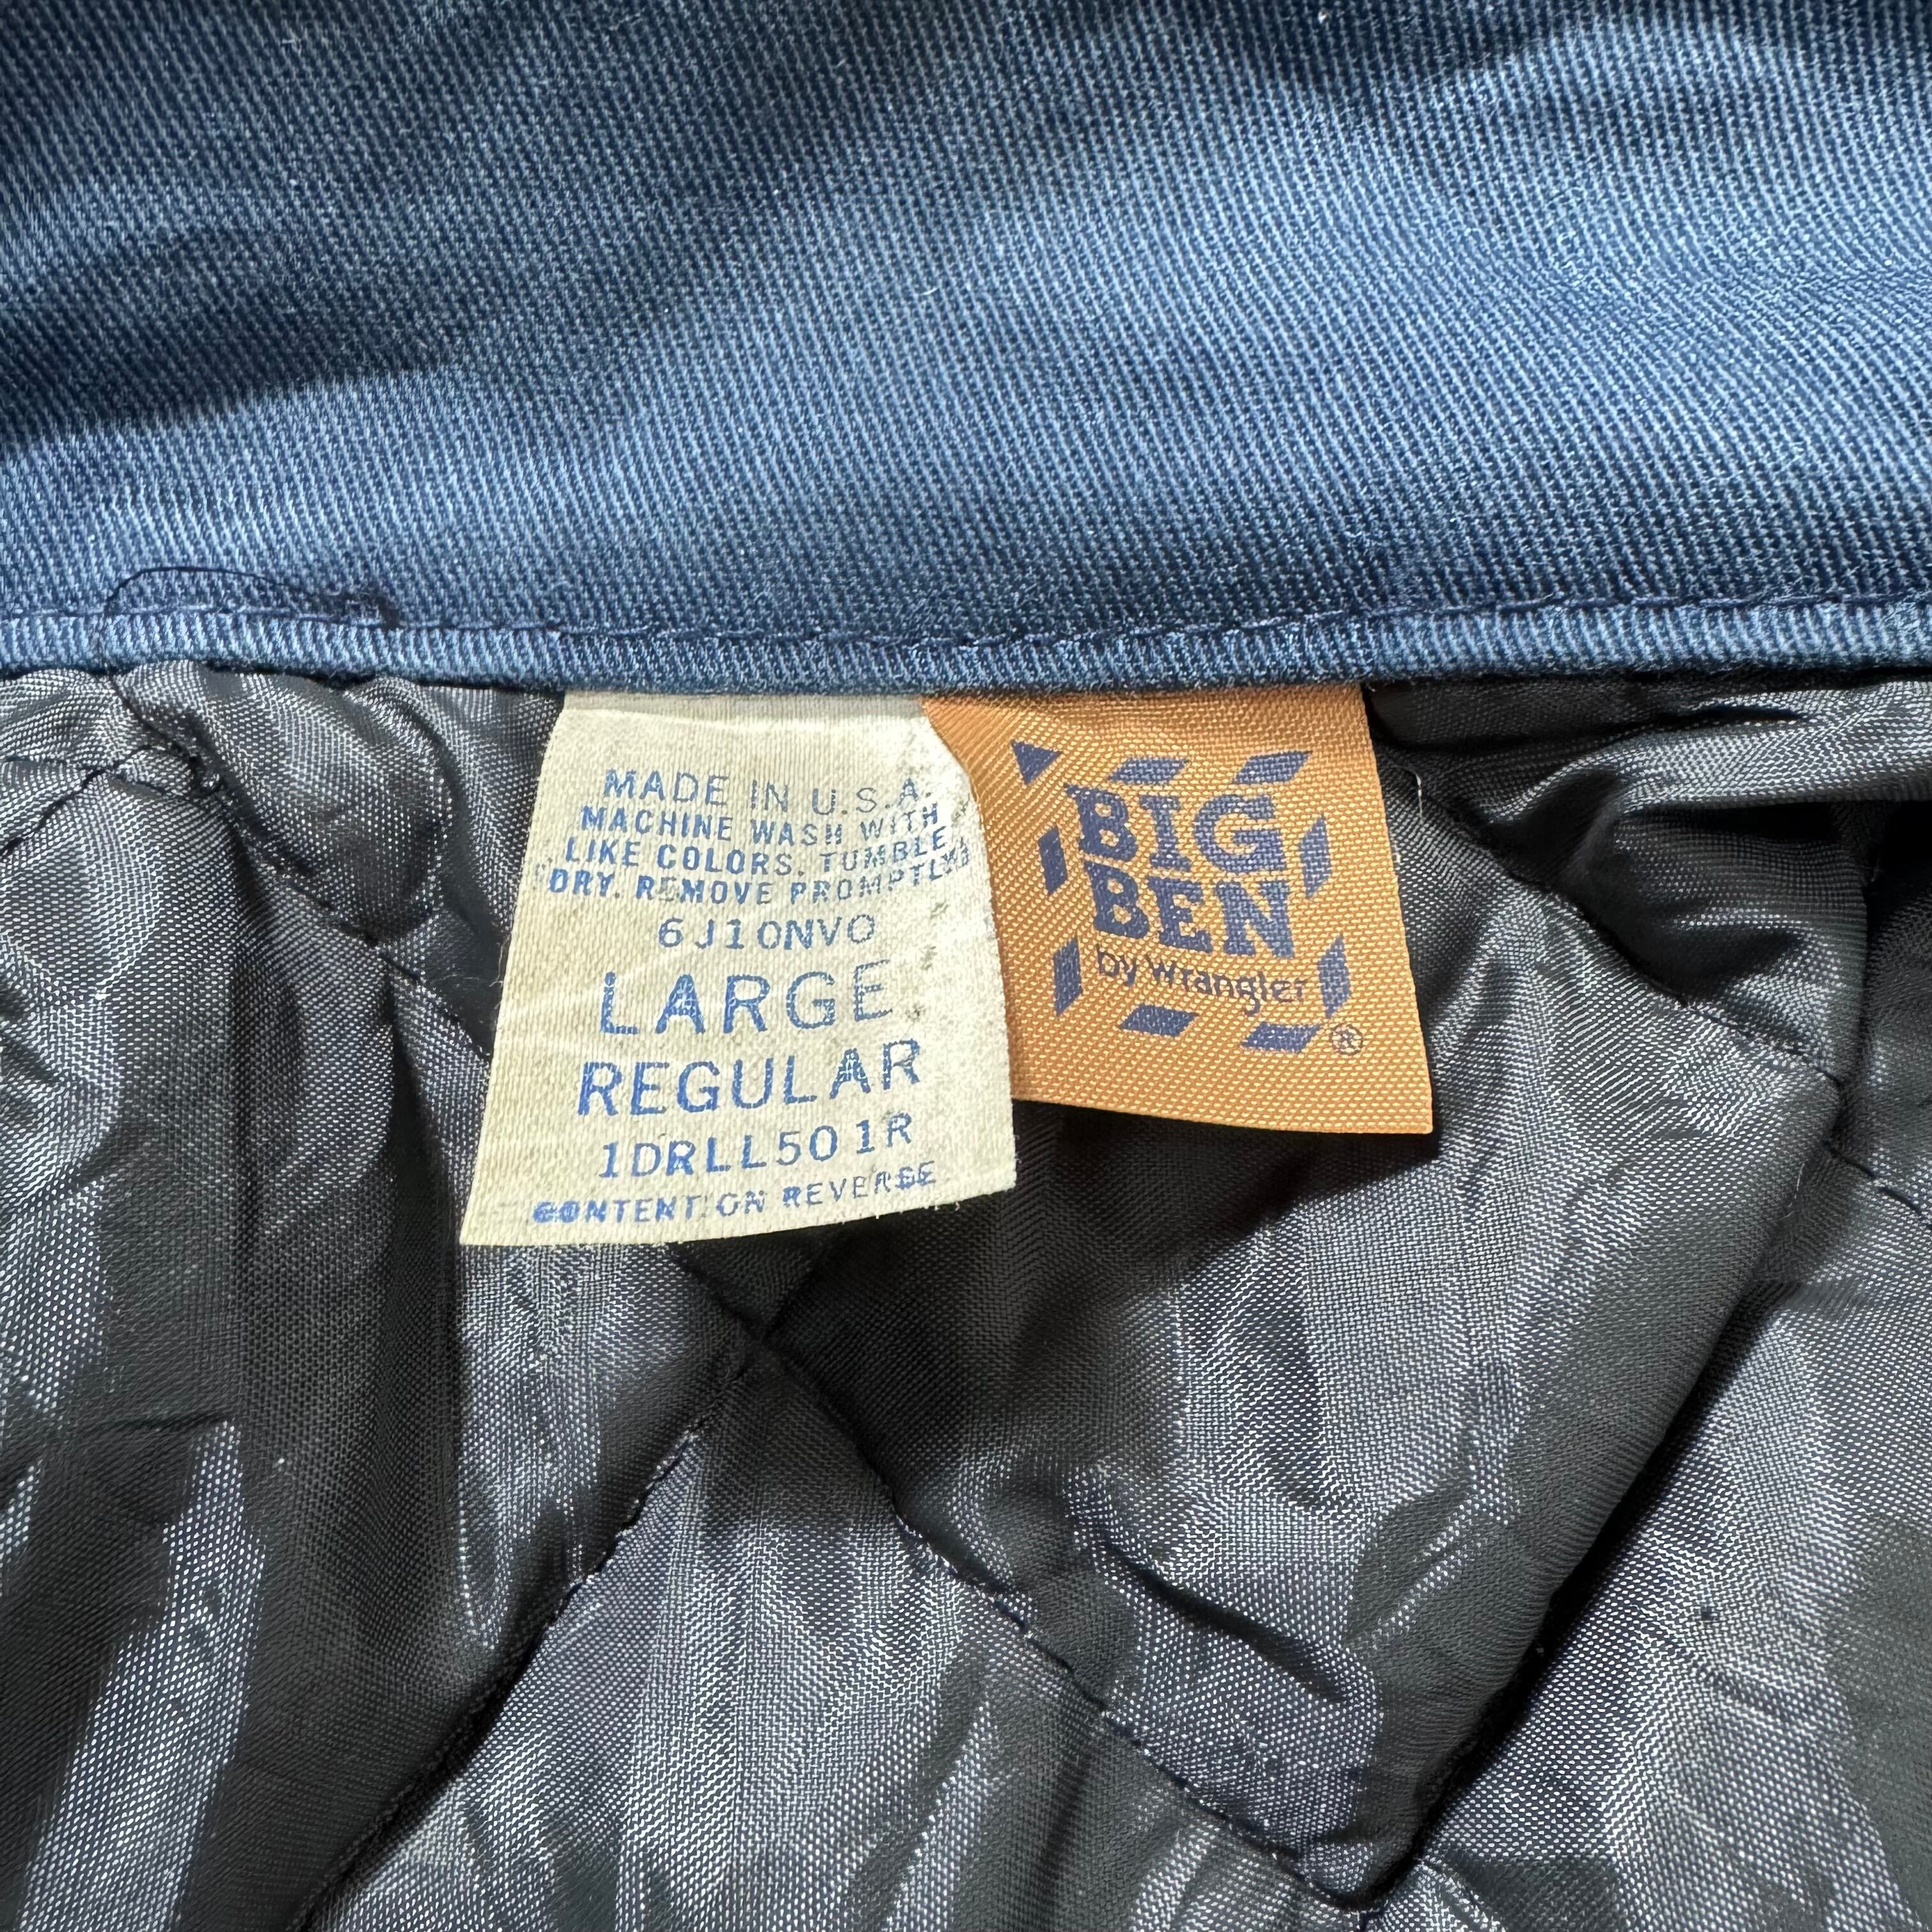 MADE IN U.S.A.
MACHINE WASH WITH
LIKE COLORS. TUMBLE
DRY. REMOVE PROMPTLY.
6J10NVO
LARGE
REGULAR
1DRLL501R
CONTENT ON REVERSE
BIG
BEN
by Wrangler
®